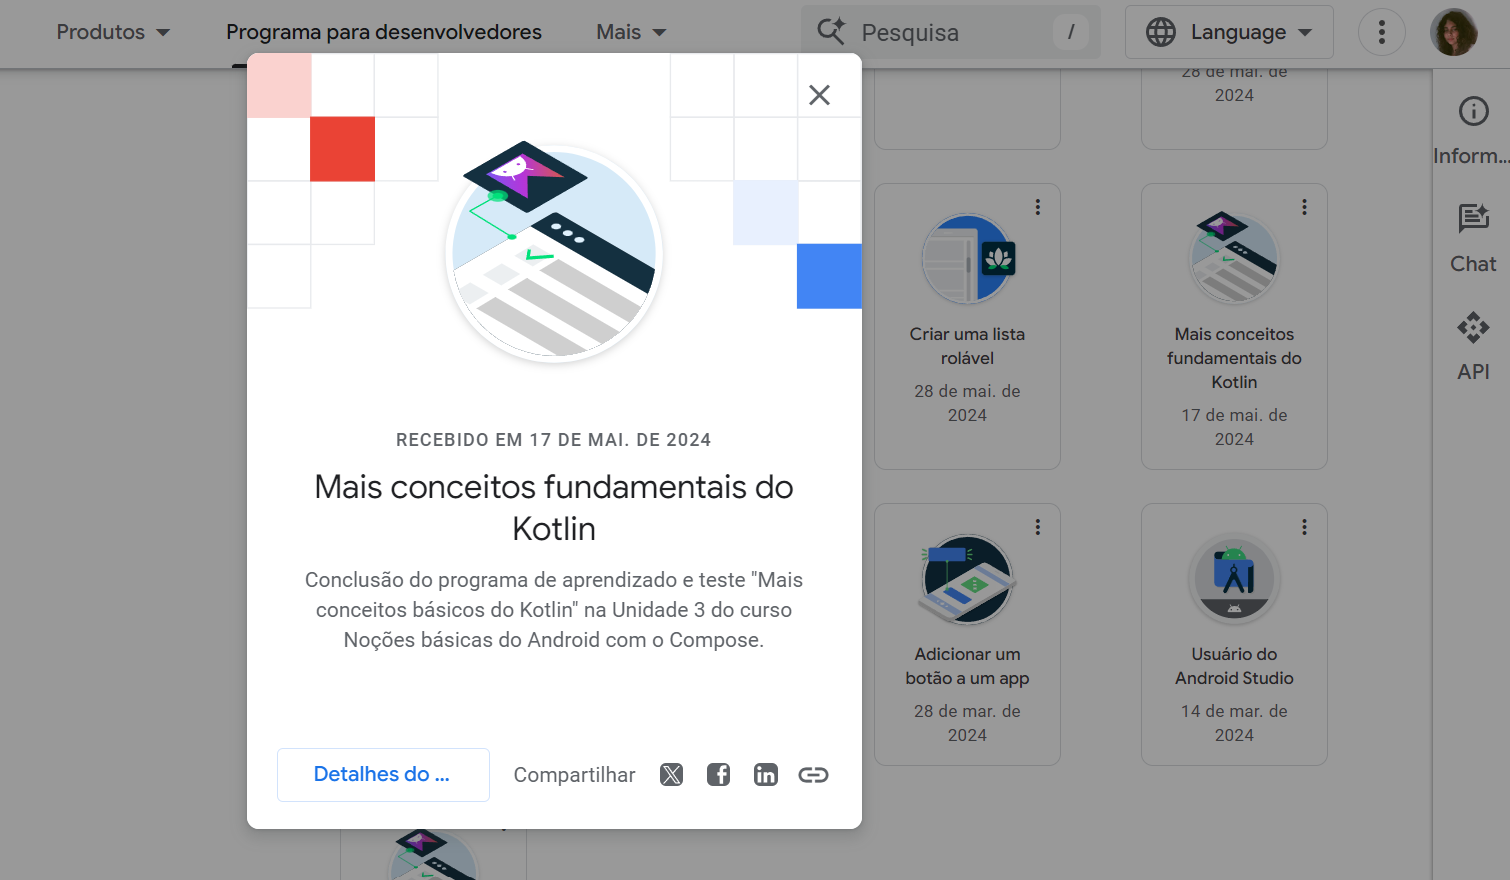 Produtos
Programa para desenvolvedores
Mais
Pesquisa
/
Language
28 de mai. de
2024
Inform...
Chat
API
RECEBIDO EM 17 DE MAI. DE 2024
Mais conceitos fundamentais do
Kotlin
Conclusão do programa de aprendizado e teste "Mais
conceitos básicos do Kotlin" na Unidade 3 do curso
Noções básicas do Android com o Compose.
Detalhes do ...
Compartilhar
Criar uma lista
rolável
28 de mai. de
2024
Mais conceitos
fundamentais do
Kotlin
17 de mai. de
2024
Adicionar um
botão a um app
28 de mar. de
2024
Usuário do
Android Studio
14 de mar. de
2024